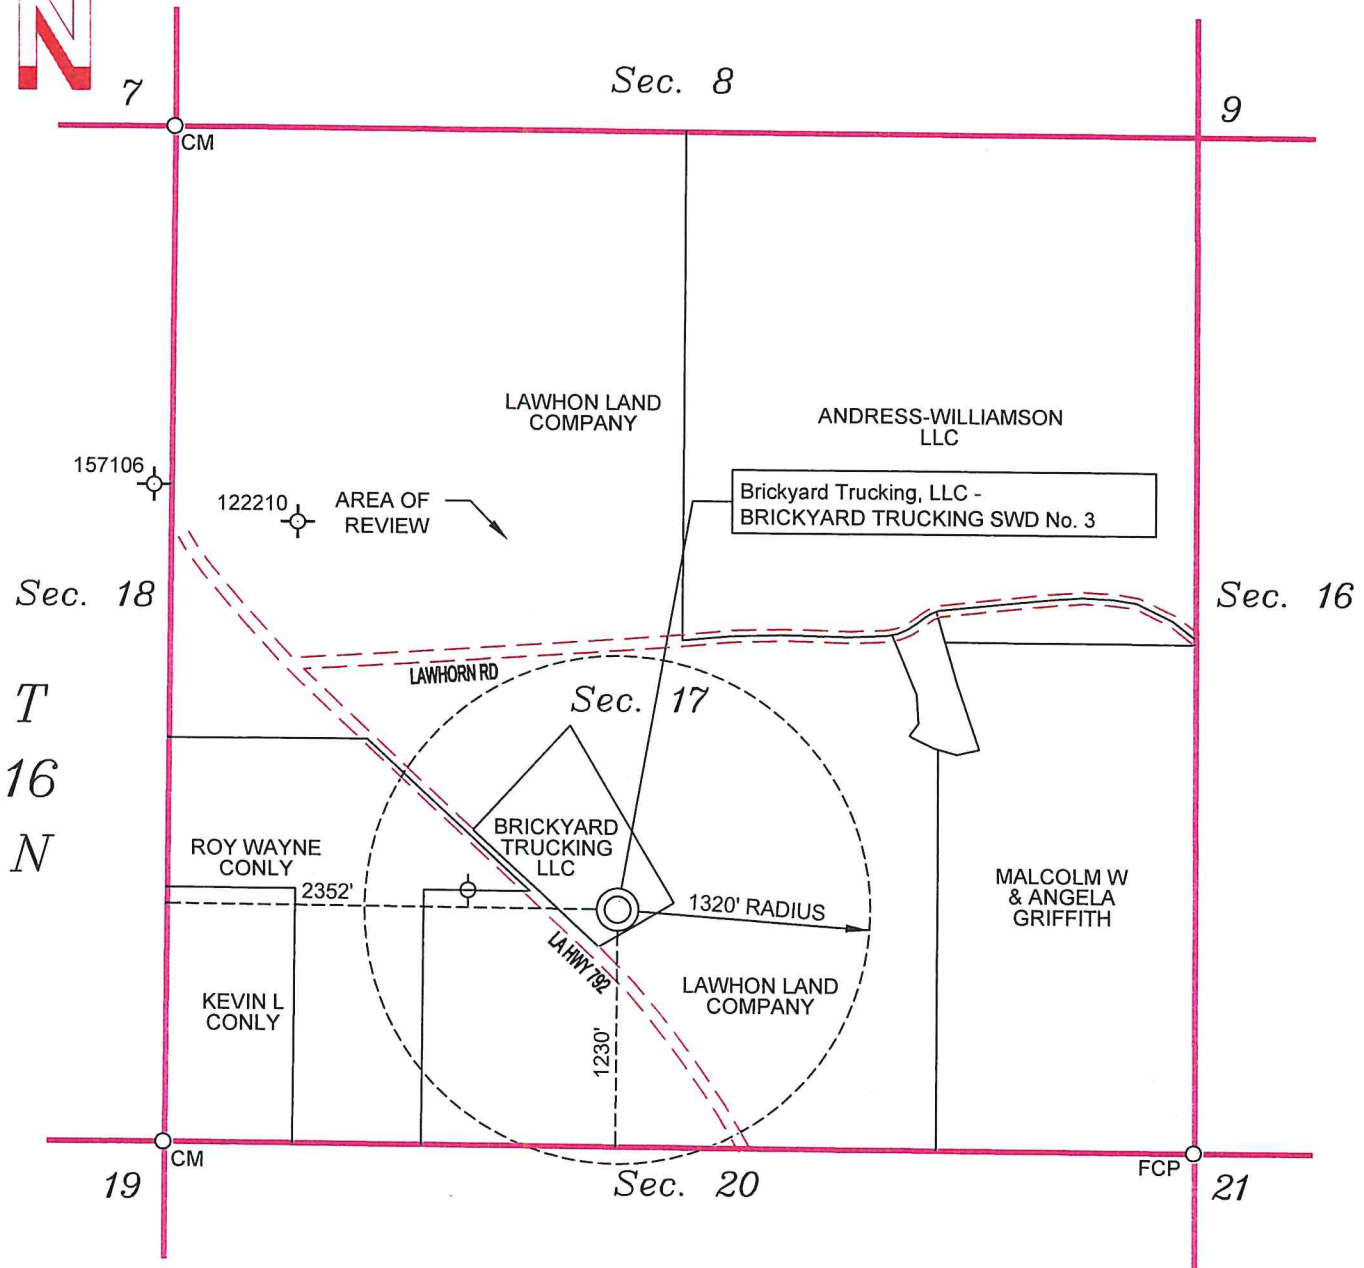 N
7
Sec. 8
9
CM
LAWHON LAND
COMPANY
ANDRESS-WILLIAMSON
LLC
157106
122210
AREA OF
REVIEW
Brickyard Trucking, LLC -
BRICKYARD TRUCKING SWD No. 3
Sec. 18
Sec. 16
LAWHORN RD
Sec. 17
T
16
N
BRICKYARD
TRUCKING
LLC
ROY WAYNE
CONLY
2352'
1320' RADIUS
MALCOLM W
& ANGELA
GRIFFITH
LA HWY 792
LAWHON LAND
COMPANY
KEVIN L
CONLY
1230'
CM
FCP
19
Sec. 20
21